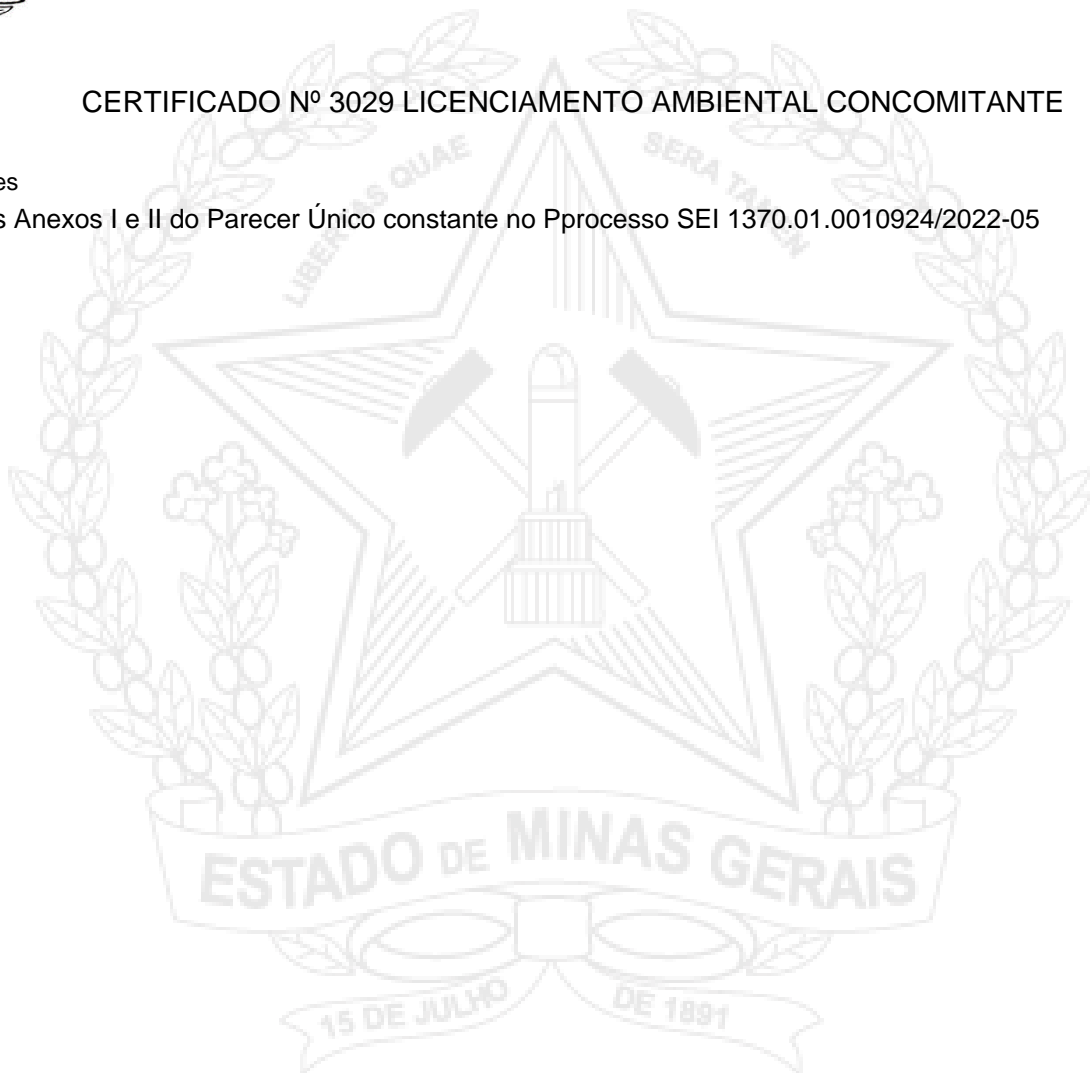 CERTIFICADO Nº 3029 LICENCIAMENTO AMBIENTAL CONCOMITANTE
es
s Anexos I e II do Parecer Único constante no Pprocesso SEI 1370.01.0010924/2022-05
LIBERTAS QUAE SERA TAMEN
ESTADO DE MINAS GERAIS
15 DE JULHO DE 1891